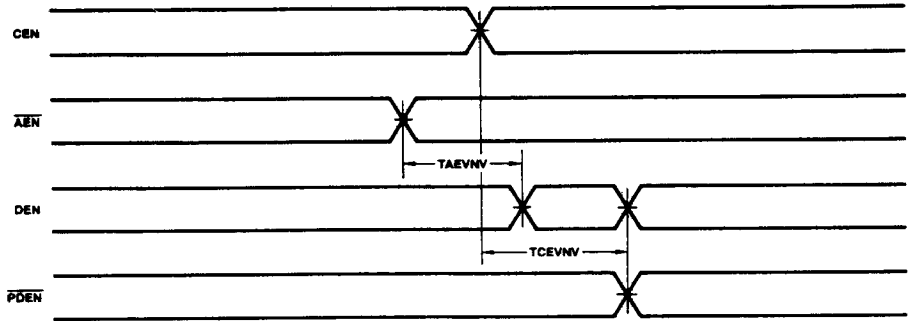 CEN
AEN
TAEVNV
DEN
TCEVNV
PDEN